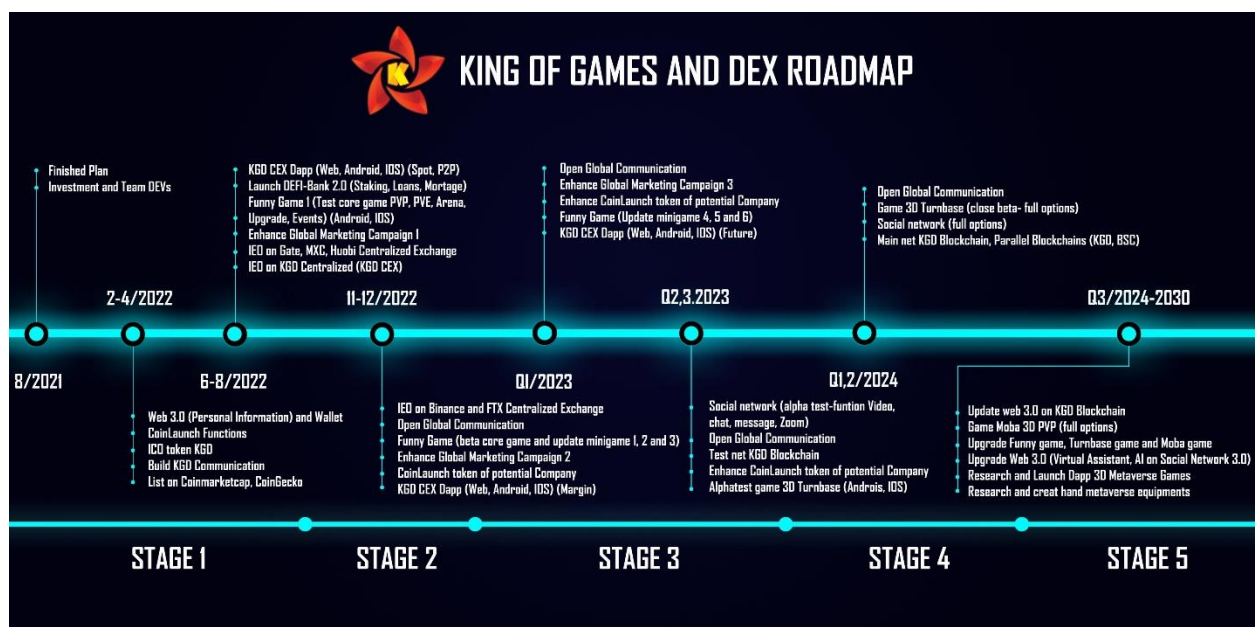 K
KING OF GAMES AND DEX ROADMAP
Finished Plan
Investment and Team DEVs
KGD CEX Dapp (Web, Android, IOS) (Spot, P2P)
Launch DEFI-Bank 2.0 (Staking, Loans, Mortage)
Funny Game 1 (Test core game PVP, PVE, Arena,
Upgrade, Events) (Android, IOS)
Enhance Global Marketing Campaign 1
IEO on Gate, MXC, Huobi Centralized Exchange
IEO on KGD Centralized (KGD CEX)
Open Global Communication
Enhance Global Marketing Campaign 3
Enhance CoinLaunch token of potential Company
Funny Game (Update minigame 4, 5 and 6)
KGD CEX Dapp (Web, Android, IOS) (Future)
Open Global Communication
Game 3D Turnbase (close beta- full options)
Social network (full options)
Main net KGD Blockchain, Parallel Blockchains (KGD, BSC)
2-4/2022
11-12/2022
Q2,3.2023
Q3/2024-2030
8/2021
6-8/2022
Q1/2023
Q1,2/2024
Web 3.0 (Personal Information) and Wallet
CoinLaunch Functions
ICO token KGD
Build KGD Communication
List on Coinmarketcap, CoinGecko
IEO on Binance and FTX Centralized Exchange
Open Global Communication
Funny Game (beta core game and update minigame 1, 2 and 3)
Enhance Global Marketing Campaign 2
CoinLaunch token of potential Company
KGD CEX Dapp (Web, Android, IOS) (Margin)
Social network (alpha test-funtion Video,
chat, message, Zoom)
Open Global Communication
Test net KGD Blockchain
Enhance CoinLaunch token of potential Company
Alphatest game 3D Turnbase (Androis, IOS)
Update web 3.0 on KGD Blockchain
Game Moba 3D PVP (full options)
Upgrade Funny game, Turnbase game and Moba game
Upgrade Web 3.0 (Virtual Assistant, AI on Social Network 3.0)
Research and Launch Dapp 3D Metaverse Games
Research and creat hand metaverse equipments
STAGE 1
STAGE 2
STAGE 3
STAGE 4
STAGE 5